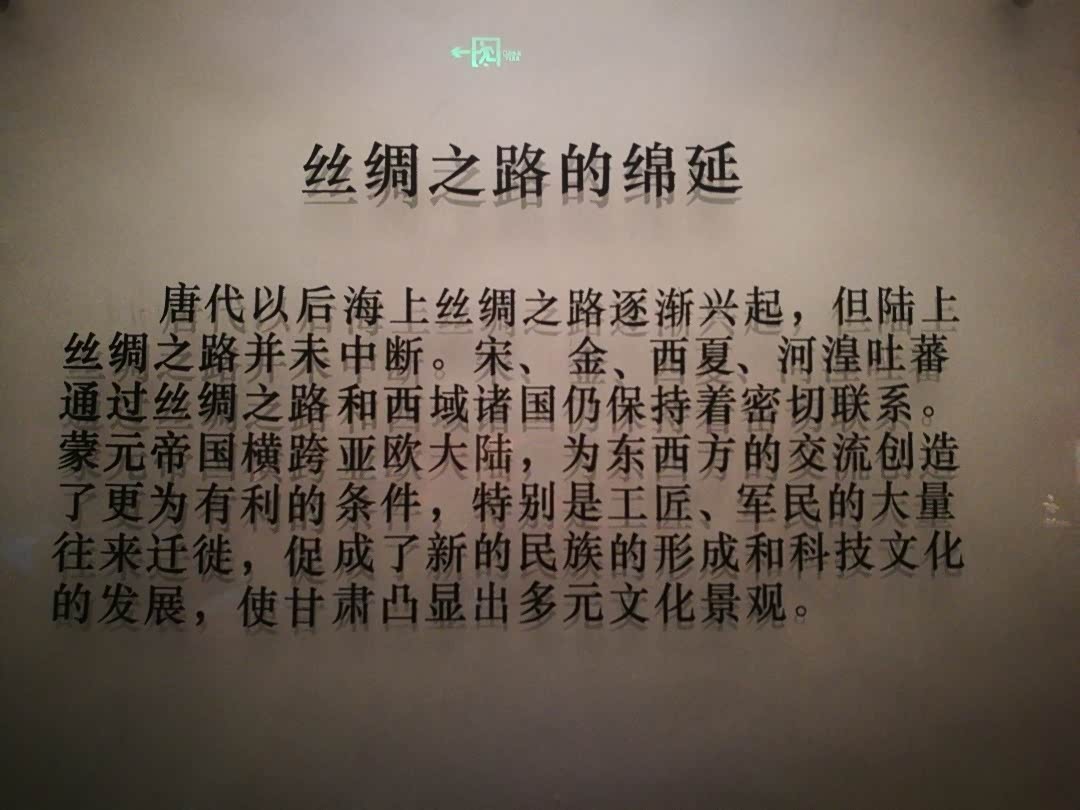 丝绸之路的绵延
唐代以后海上丝绸之路逐渐兴起，但陆上
丝绸之路并未中断。宋、金、西夏、河湟吐蕃
通过丝绸之路和西域诸国仍保持着密切联系。
蒙元帝国横跨亚欧大陆，为东西方的交流创造
了更为有利的条件，特别是工匠、军民的大量
往来迁徙，促成了新的民族的形成和科技文化
的发展，使甘肃凸显出多元文化景观。